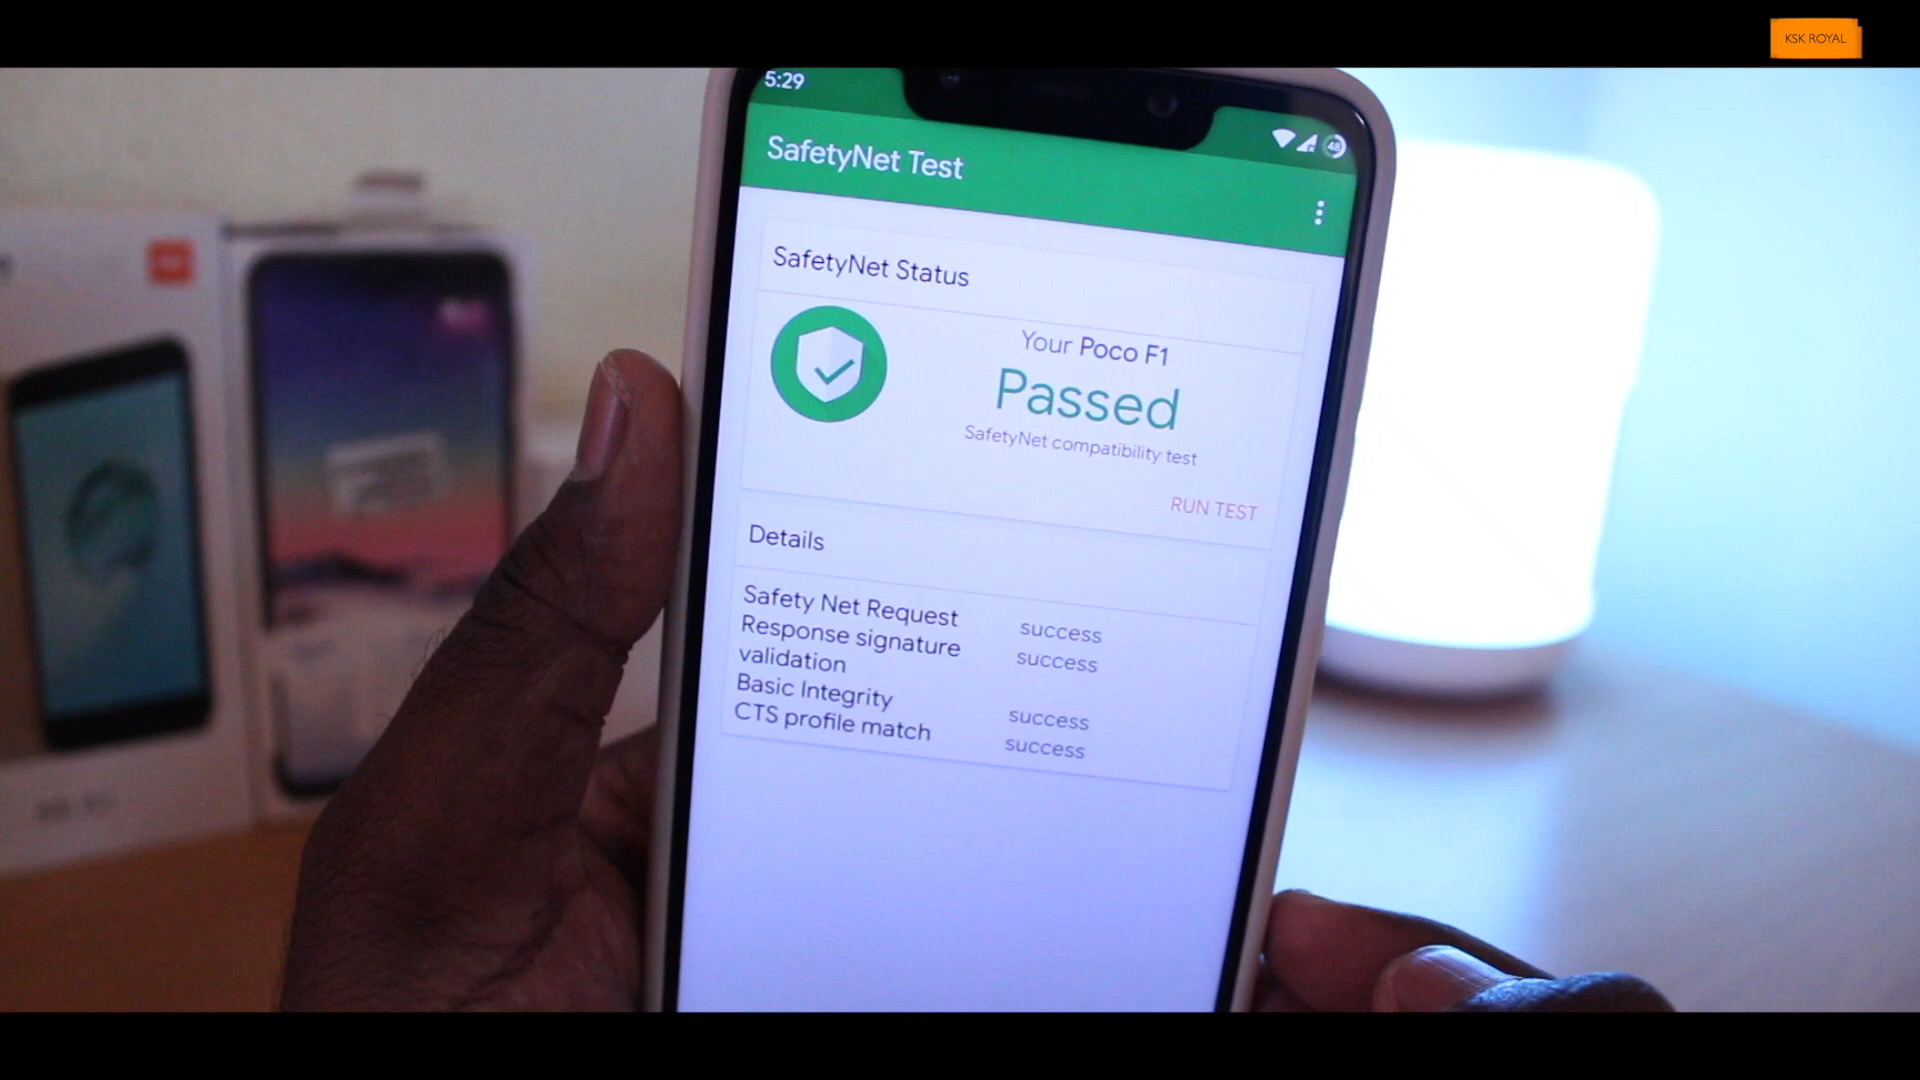 KSK ROYAL
5:29
48
SafetyNet Test
SafetyNet Status
Your Poco F1
Passed
SafetyNet compatibility test
RUN TEST
Details
Safety Net Request success
Response signature success
validation
Basic Integrity success
CTS profile match success